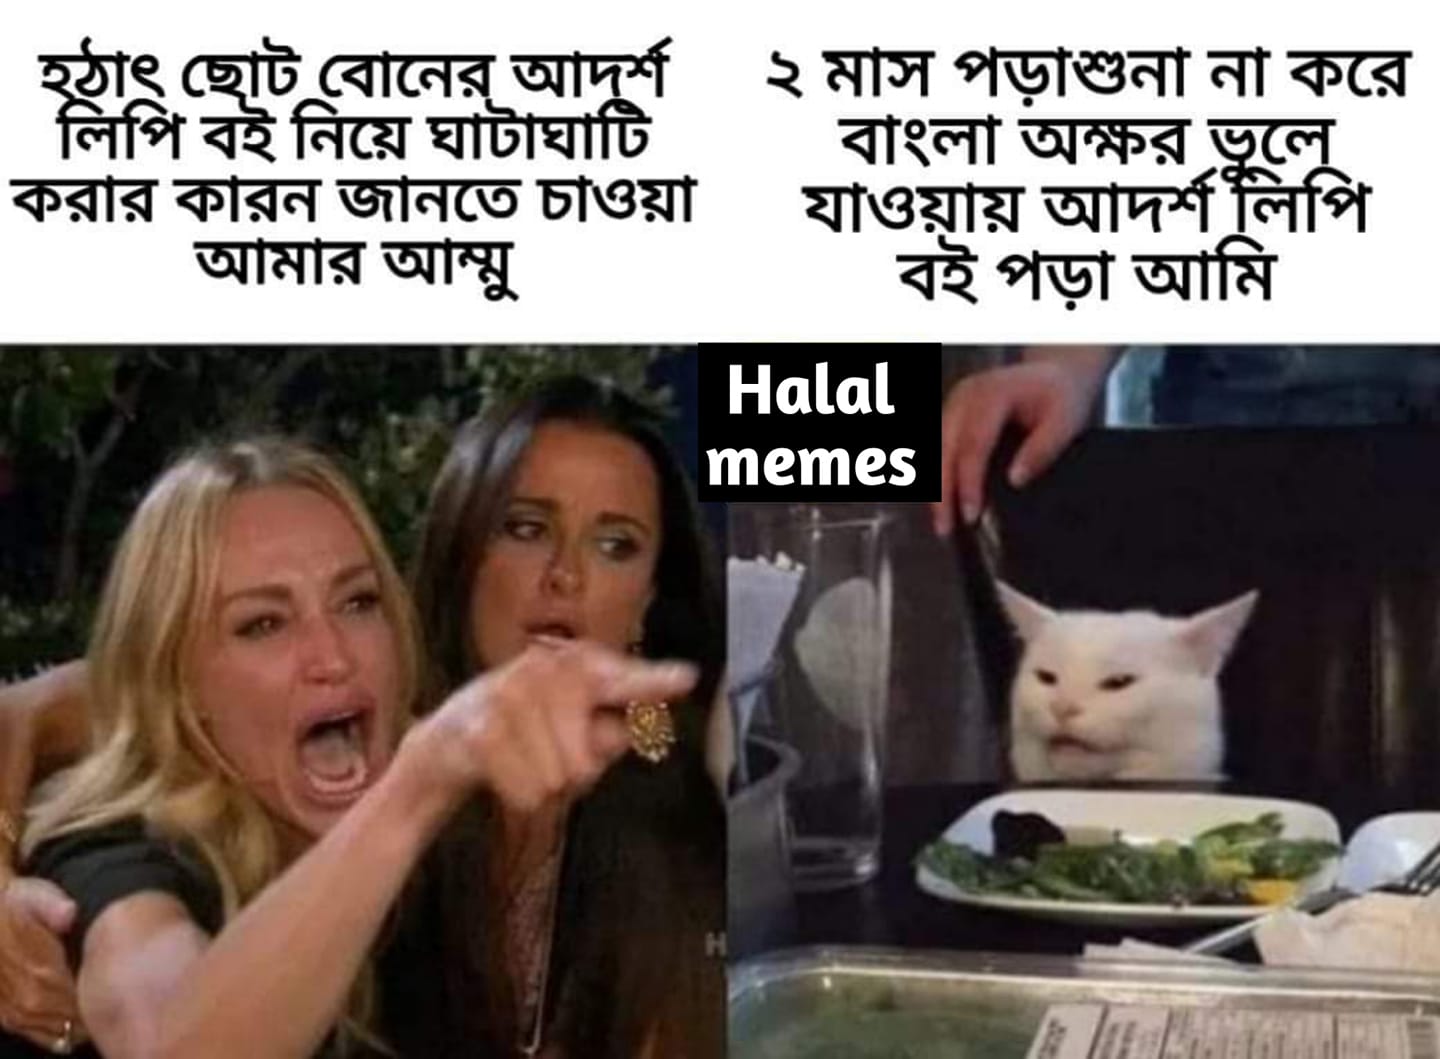 হঠাৎ ছোট বোনের আদর্শ
লিপি বই নিয়ে ঘাটাঘাটি
করার কারন জানতে চাওয়া
আমার আম্মু
২ মাস পড়াশুনা না করে
বাংলা অক্ষর ভুলে
যাওয়ায় আদর্শ লিপি
বই পড়া আমি
Halal
memes